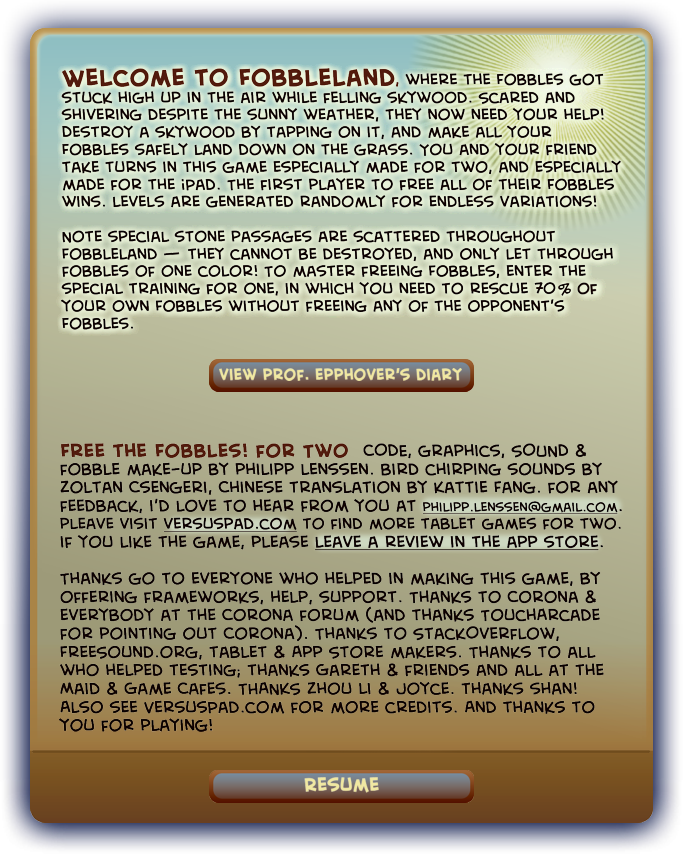 WELCOME TO FOBBLELAND, WHERE THE FOBBLES GOT
STUCK HIGH UP IN THE AIR WHILE FELLING SKYWOOD. SCARED AND
SHIVERING DESPITE THE SUNNY WEATHER, THEY NOW NEED YOUR HELP!
DESTROY A SKYWOOD BY TAPPING ON IT, AND MAKE ALL YOUR
FOBBLES SAFELY LAND DOWN ON THE GRASS. YOU AND YOUR FRIEND
TAKE TURNS IN THIS GAME ESPECIALLY MADE FOR TWO, AND ESPECIALLY
MADE FOR THE iPAD. THE FIRST PLAYER TO FREE ALL OF THEIR FOBBLES
WINS. LEVELS ARE GENERATED RANDOMLY FOR ENDLESS VARIATIONS!
NOTE SPECIAL STONE PASSAGES ARE SCATTERED THROUGHOUT
FOBBLELAND — THEY CANNOT BE DESTROYED, AND ONLY LET THROUGH
FOBBLES OF ONE COLOR! TO MASTER FREEING FOBBLES, ENTER THE
SPECIAL TRAINING FOR ONE, IN WHICH YOU NEED TO RESCUE 70% OF
YOUR OWN FOBBLES WITHOUT FREEING ANY OF THE OPPONENT'S
FOBBLES.
VIEW PROF. EPPHOVER'S DIARY
FREE THE FOBBLES! FOR TWO CODE, GRAPHICS, SOUND &
FOBBLE MAKE-UP BY PHILIPP LENSSEN. BIRD CHIRPING SOUNDS BY
ZOLTAN CSENGERI, CHINESE TRANSLATION BY KATTIE FANG. FOR ANY
FEEDBACK, I'D LOVE TO HEAR FROM YOU AT PHILIPP.LENSSEN@GMAIL.COM.
PLEAVE VISIT VERSUSPAD.COM TO FIND MORE TABLET GAMES FOR TWO.
IF YOU LIKE THE GAME, PLEASE LEAVE A REVIEW IN THE APP STORE.
THANKS GO TO EVERYONE WHO HELPED IN MAKING THIS GAME, BY
OFFERING FRAMEWORKS, HELP, SUPPORT. THANKS TO CORONA &
EVERYBODY AT THE CORONA FORUM (AND THANKS TOUCHARCADE
FOR POINTING OUT CORONA). THANKS TO STACKOVERFLOW,
FREESOUND.ORG, TABLET & APP STORE MAKERS. THANKS TO ALL
WHO HELPED TESTING; THANKS GARETH & FRIENDS AND ALL AT THE
MAID & GAME CAFES. THANKS ZHOU LI & JOYCE. THANKS SHAN!
ALSO SEE VERSUSPAD.COM FOR MORE CREDITS. AND THANKS TO
YOU FOR PLAYING!
RESUME